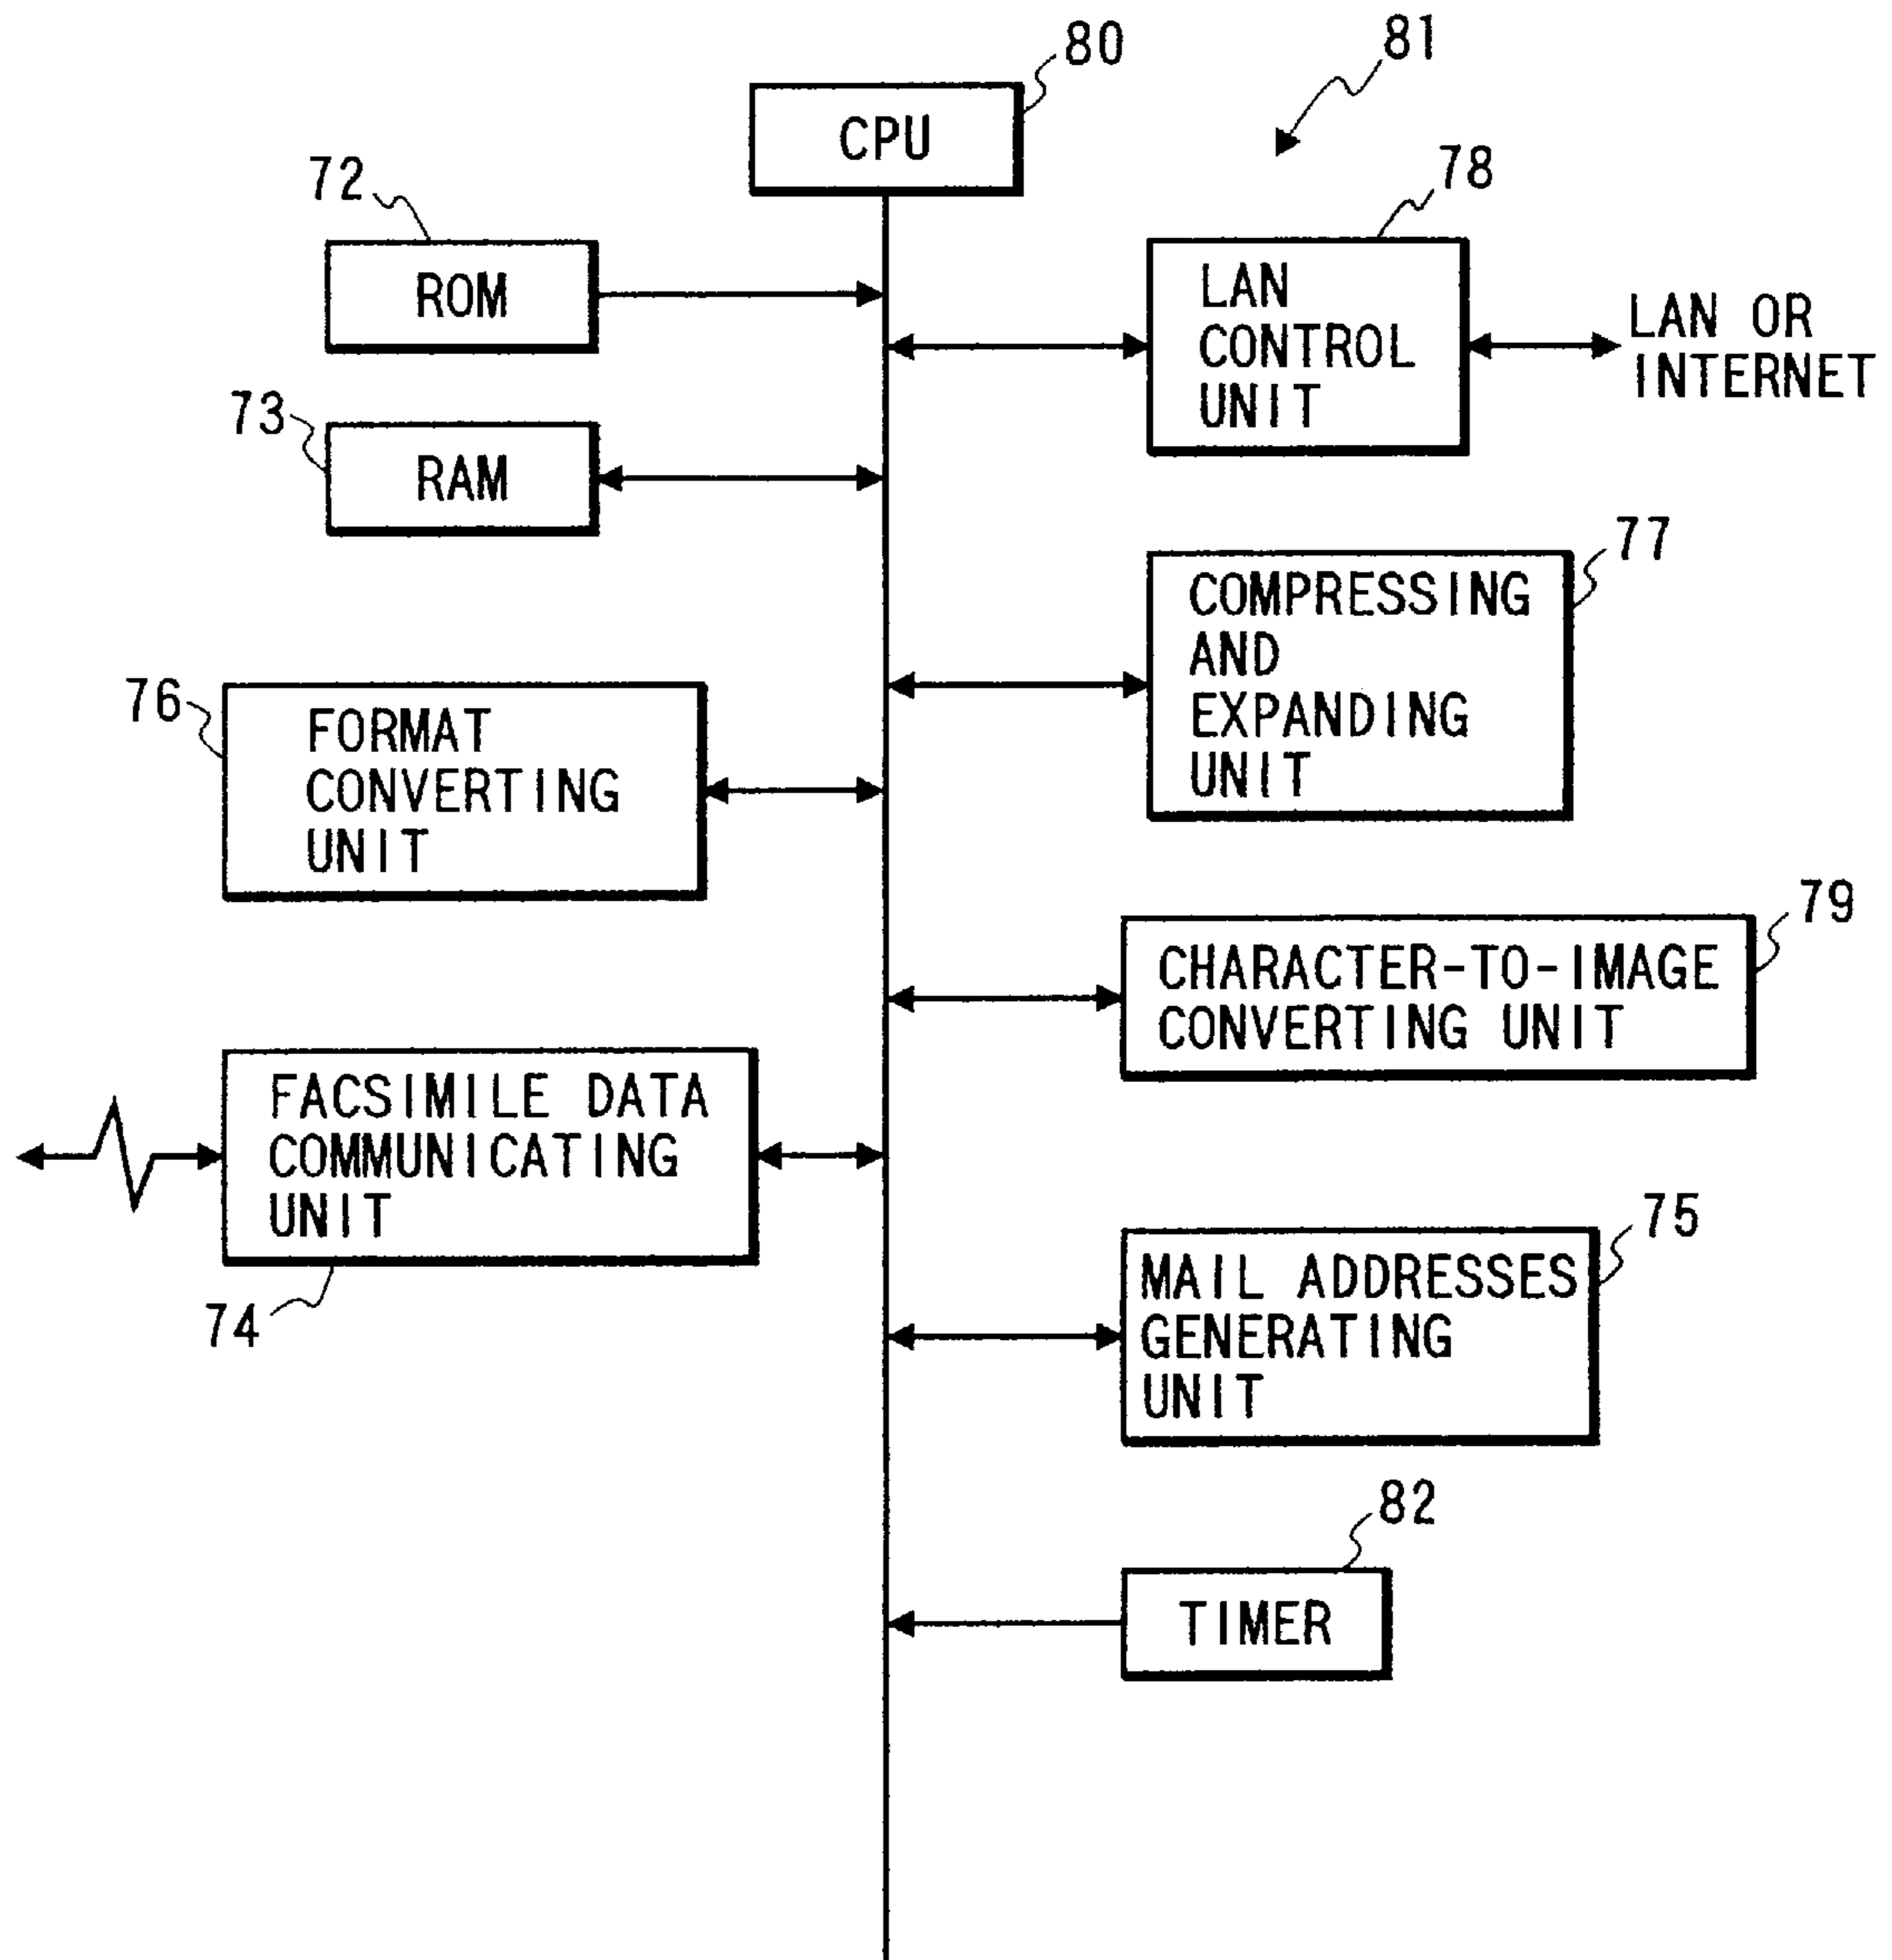 80
81
CPU
72
78
ROM
LAN
CONTROL
UNIT
LAN OR
INTERNET
73
RAM
77
COMPRESSING
AND
EXPANDING
UNIT
76
FORMAT
CONVERTING
UNIT
79
CHARACTER-TO-IMAGE
CONVERTING UNIT
FACSIMILE DATA
COMMUNICATING
UNIT
74
75
MAIL ADDRESSES
GENERATING
UNIT
82
TIMER